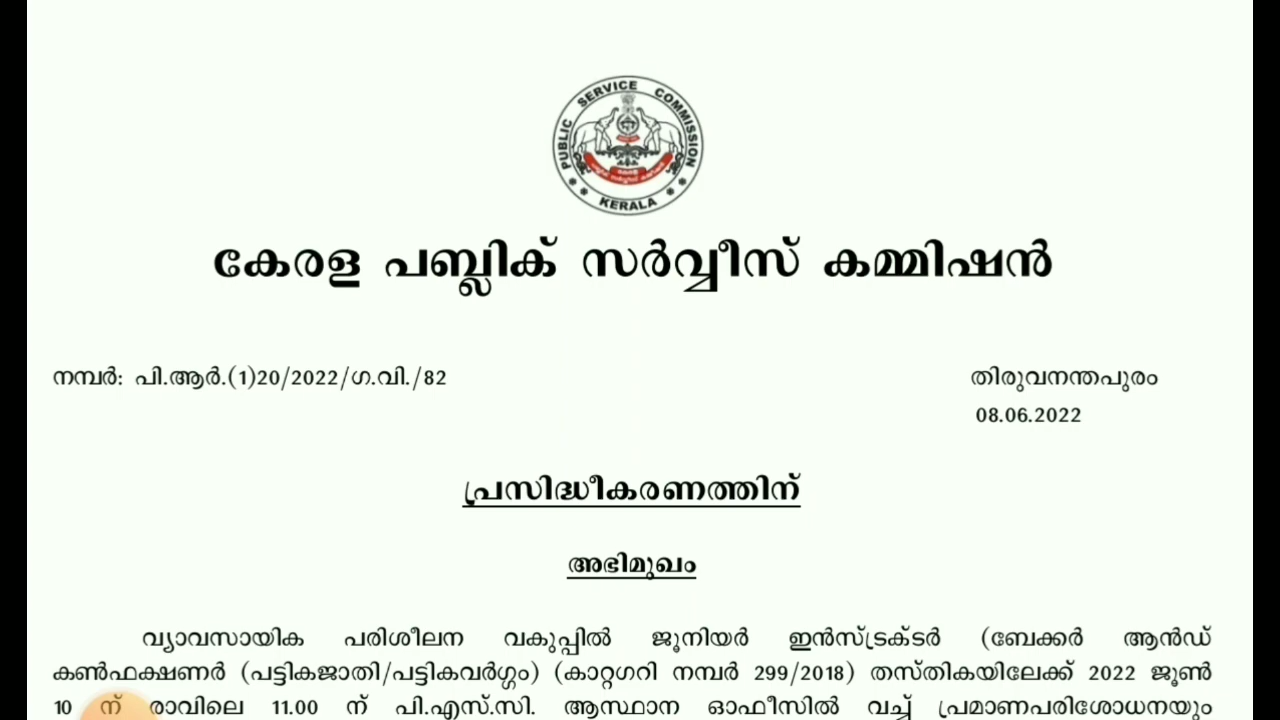 PUBLIC SERVICE COMMISSION
KERALA
കേരള പബ്ലിക് സർവ്വീസ് കമ്മിഷൻ
നമ്പർ: പി.ആർ.(1)20/2022/ഗ.വി./82
തിരുവനന്തപുരം
08.06.2022
പ്രസിദ്ധീകരണത്തിന്
അഭിമുഖം
വ്യാവസായിക പരിശീലന വകുപ്പിൽ ജൂനിയർ ഇൻസ്ട്രക്ടർ (ബേക്കർ ആൻഡ്
കൺഫക്ഷണർ (പട്ടികജാതി/പട്ടികവർഗ്ഗം) (കാറ്റഗറി നമ്പർ 299/2018) തസ്തികയിലേക്ക് 2022 ജൂൺ
10 ന് രാവിലെ 11.00 ന് പി.എസ്.സി. ആസ്ഥാന ഓഫീസിൽ വച്ച് പ്രമാണപരിശോധനയും